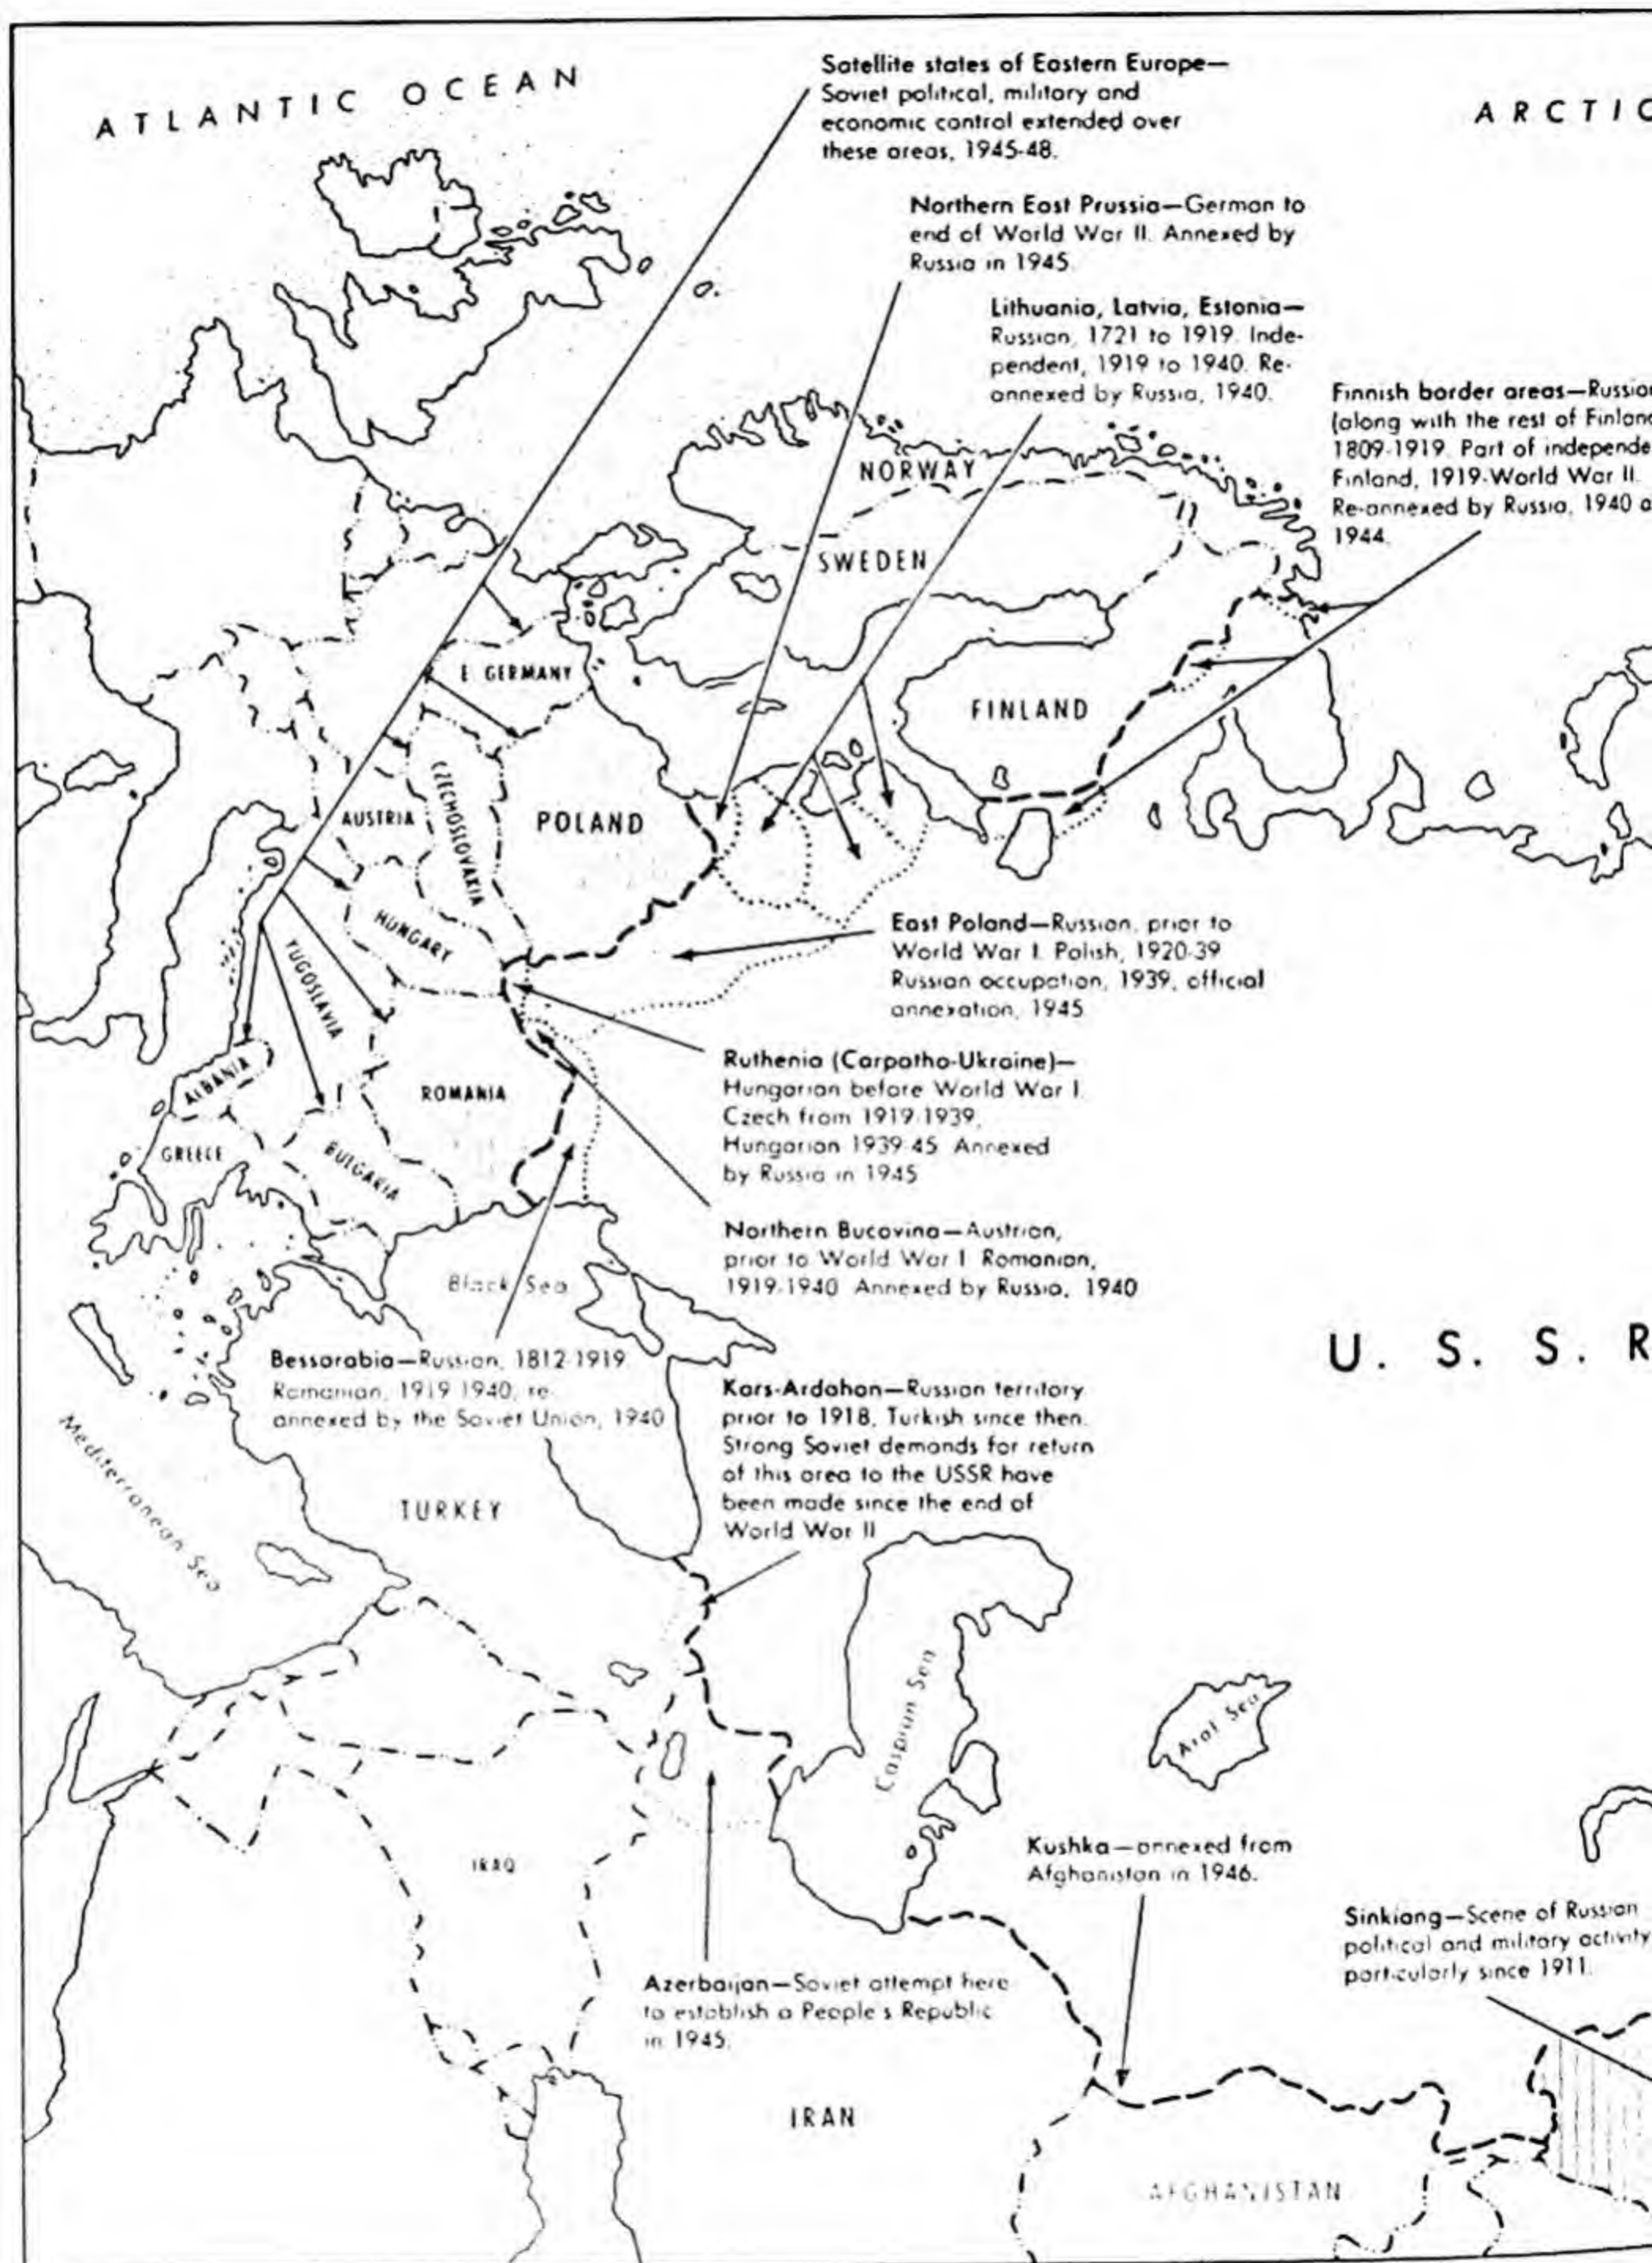 ATLANTIC OCEAN
ARCTIC
Satellite states of Eastern Europe—
Soviet political, military and
economic control extended over
these areas, 1945-48.
Northern East Prussia—German to
end of World War II. Annexed by
Russia in 1945.
Lithuania, Latvia, Estonia—
Russian, 1721 to 1919. Inde-
pendent, 1919 to 1940. Re-
annexed by Russia, 1940.
Finnish border areas—Russian
(along with the rest of Finland
1809-1919. Part of independe
Finland, 1919-World War II.
Re-annexed by Russia, 1940 a
1944.
NORWAY
SWEDEN
FINLAND
E GERMANY
CZECHOSLOVAKIA
AUSTRIA
POLAND
HUNGARY
YUGOSLAVIA
ALBANIA
ROMANIA
GREECE
BULGARIA
East Poland—Russian, prior to
World War I. Polish, 1920-39
Russian occupation, 1939, official
annexation, 1945
Ruthenia (Carpatho-Ukraine)—
Hungarian before World War I.
Czech from 1919-1939,
Hungarian 1939-45 Annexed
by Russia in 1945
Northern Bucovina—Austrian,
prior to World War I Romanian,
1919-1940 Annexed by Russia, 1940
Black Sea
Bessarabia—Russian, 1812-1919
Romanian, 1919 1940, re-
annexed by the Soviet Union, 1940
U. S. S. R
Kars-Ardahan—Russian territory
prior to 1918, Turkish since then.
Strong Soviet demands for return
of this area to the USSR have
been made since the end of
World War II
Mediterranean Sea
TURKEY
Caspian Sea
Aral Sea
IRAQ
Kushka—annexed from
Afghanistan in 1946.
Sinkiang—Scene of Russian
political and military activity
particularly since 1911.
Azerbaijan—Soviet attempt here
to establish a People's Republic
in 1945.
IRAN
AFGHANISTAN